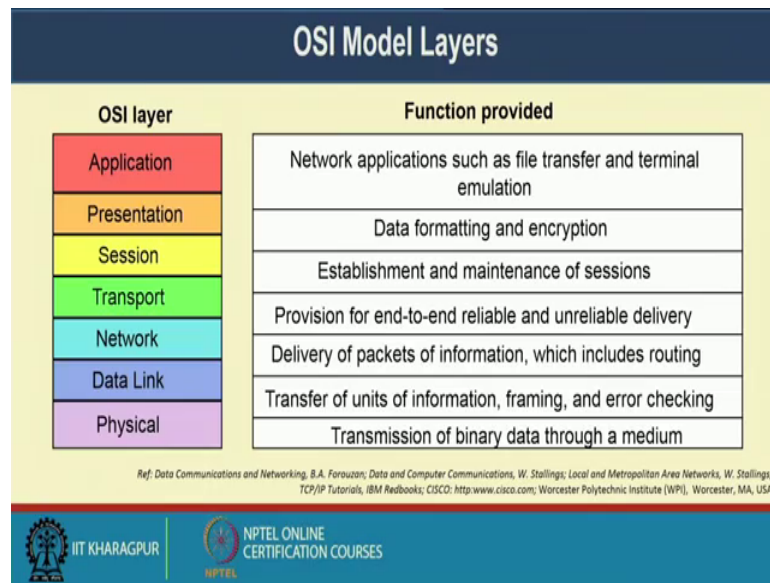 OSI Model Layers
OSI layer
Function provided
Application
Network applications such as file transfer and terminal
emulation
Presentation
Data formatting and encryption
Session
Establishment and maintenance of sessions
Transport
Provision for end-to-end reliable and unreliable delivery
Network
Delivery of packets of information, which includes routing
Data Link
Transfer of units of information, framing, and error checking
Physical
Transmission of binary data through a medium
Ref: Data Communications and Networking, B.A. Forouzan; Data and Computer Communications, W. Stallings; Local and Metropolitan Area Networks, W. Stallings;
TCP/IP Tutorials, IBM Redbooks; CISCO: http:www.cisco.com; Worcester Polytechnic Institute (WPI), Worcester, MA, USA
IIT KHARAGPUR
NPTEL
NPTEL ONLINE
CERTIFICATION COURSES